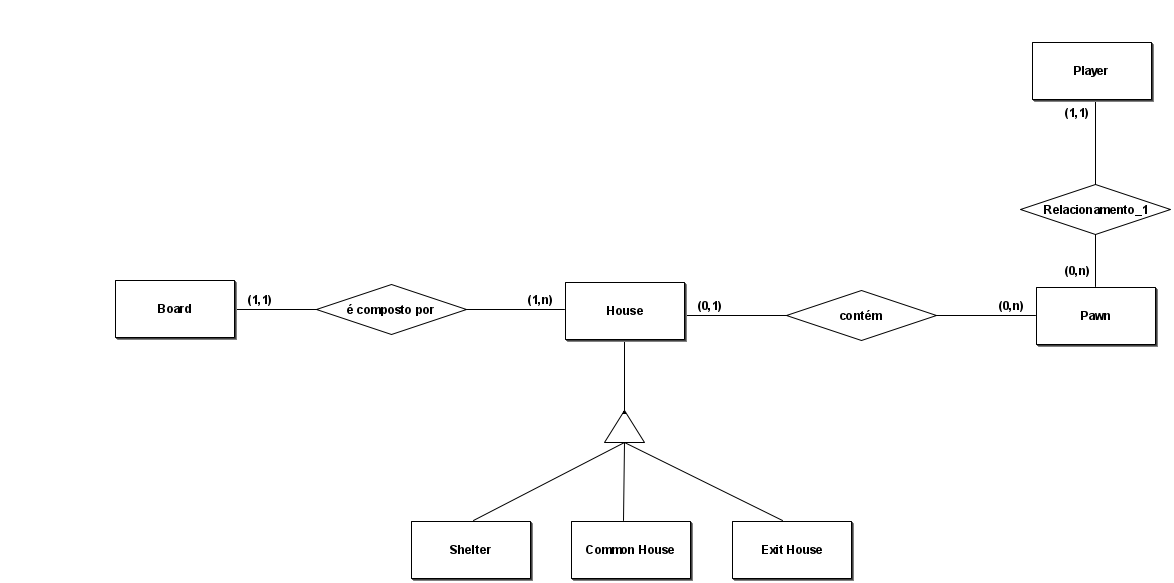 Player
(1,1)
Relacionamento_1
(0,n)
Board
(1,1)
é composto por
(1,n)
House
(0,1)
contém
(0,n)
Pawn
Shelter
Common House
Exit House